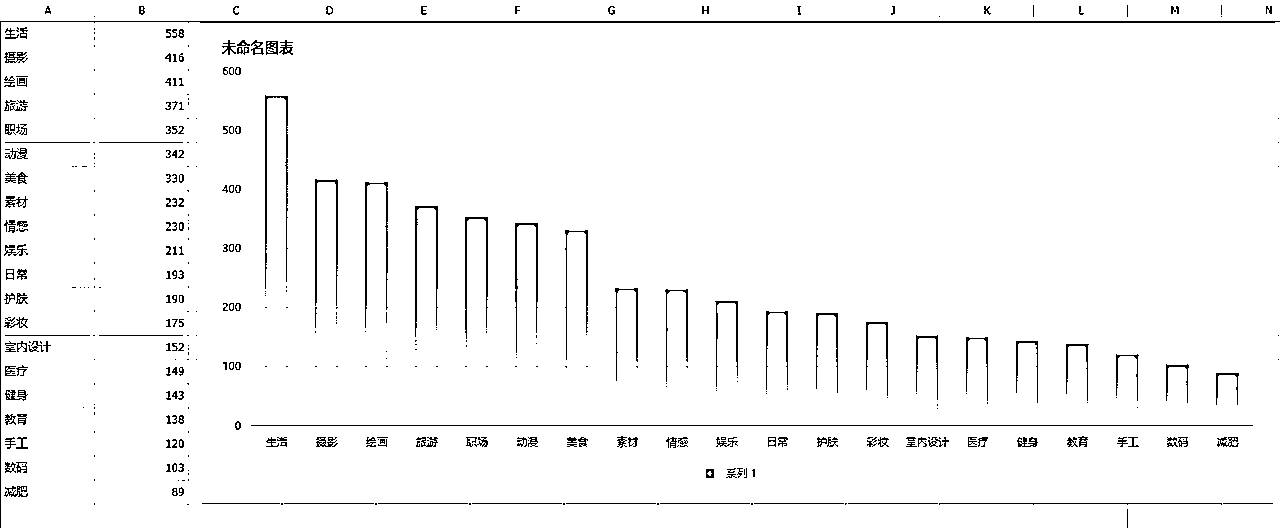 A B C D E F G H I J K L M N
生活 558
摄影 416
绘画 411
旅游 371
职场 352
动漫 342
美食 330
素材 232
情感 230
娱乐 211
日常 193
护肤 190
彩妆 175
室内设计 152
医疗 149
健身 143
教育 138
手工 120
数码 103
减肥 89
未命名图表
600
500
400
300
200
100
0
生活 摄影 绘画 旅游 职场 动漫 美食 素材 情感 娱乐 日常 护肤 彩妆 室内设计 医疗 健身 教育 手工 数码 减肥
系列 1